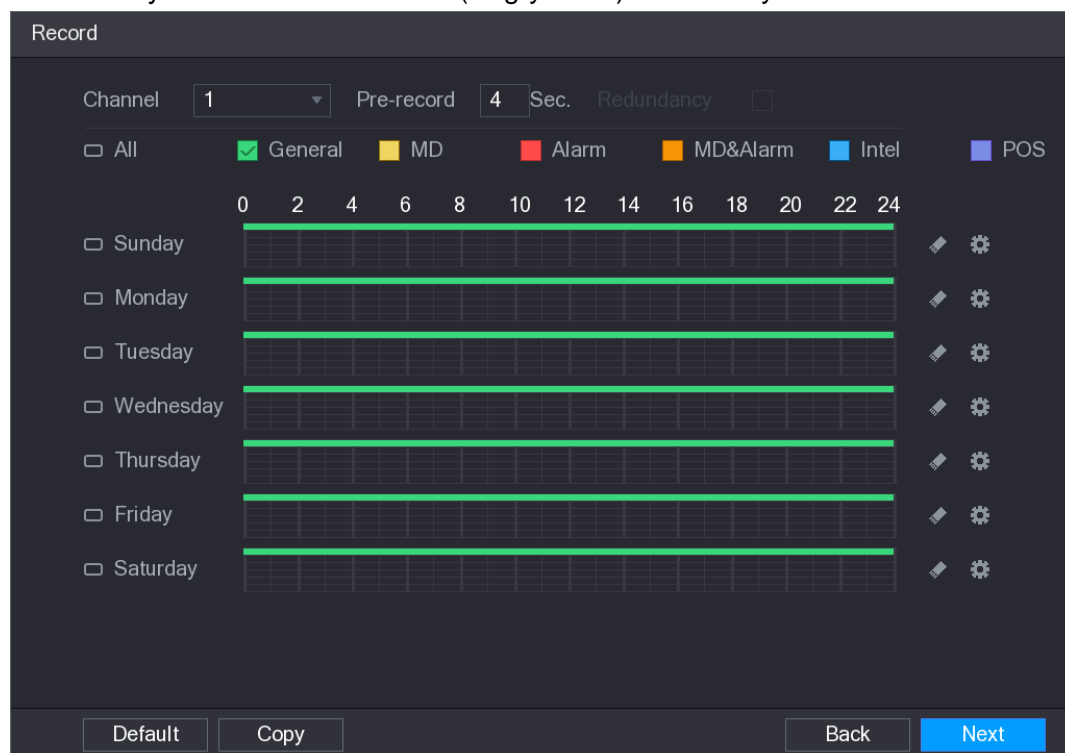 Record
Channel 1 Pre-record 4 Sec. Redundancy
All General MD Alarm MD&Alarm Intel POS
0 2 4 6 8 10 12 14 16 18 20 22 24
Sunday
Monday
Tuesday
Wednesday
Thursday
Friday
Saturday
Default Copy Back Next